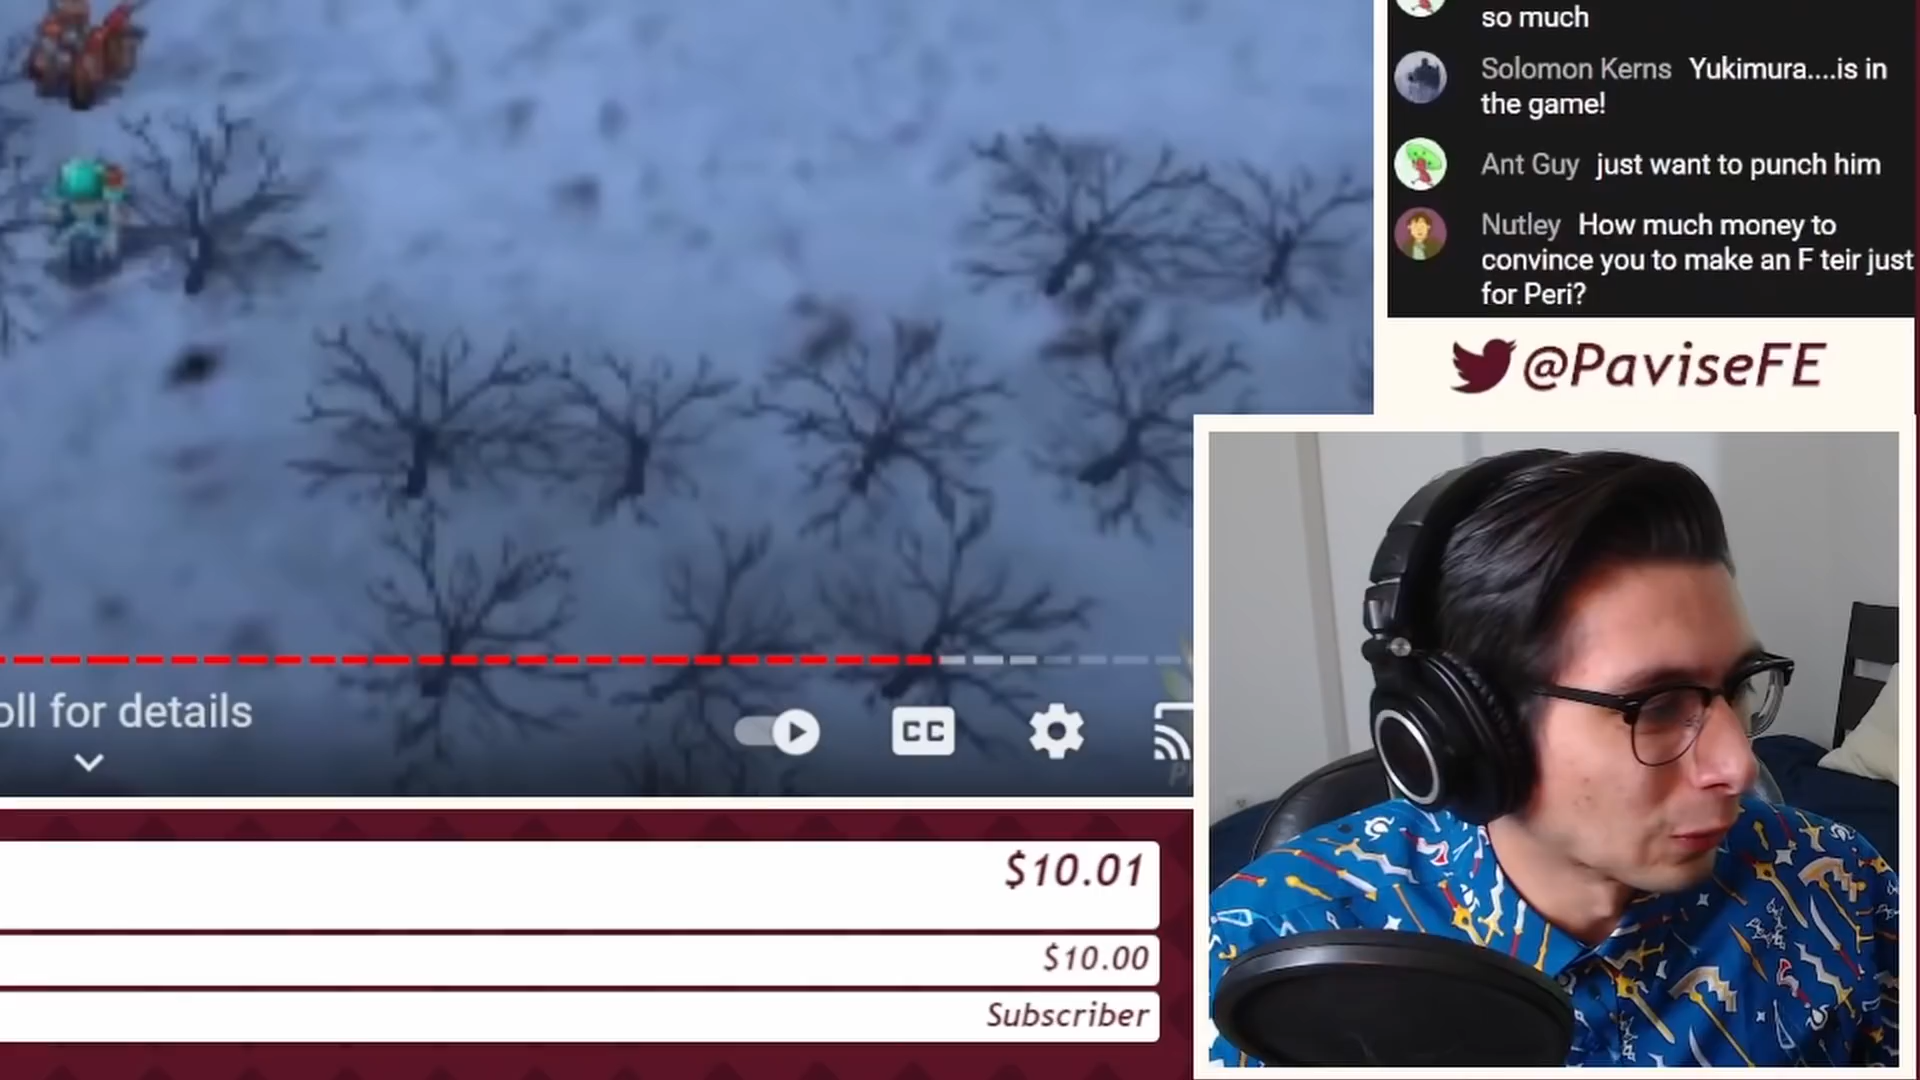 so much
Solomon Kerns Yukimura....is in
the game!
Ant Guy just want to punch him
Nutley How much money to
convince you to make an F teir just
for Peri?
@PaviseFE
oll for details
CC
$10.01
$10.00
Subscriber